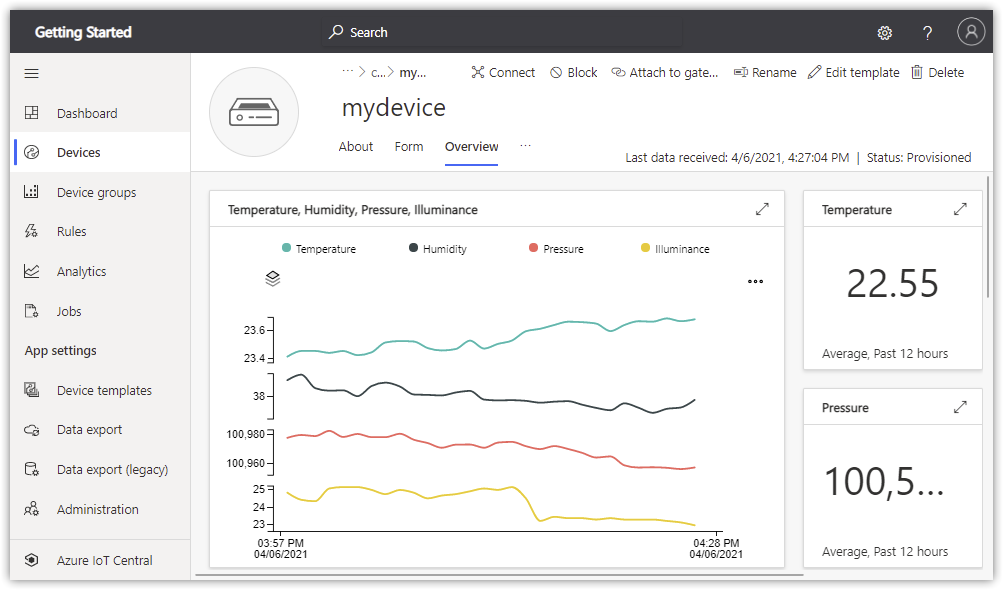 Getting Started
Search
Dashboard
Devices
Device groups
Rules
Analytics
Jobs
App settings
Device templates
Data export
Data export (legacy)
Administration
Azure IoT Central
··· > c... > my...
Connect Block Attach to gate... Rename Edit template Delete
mydevice
About Form Overview ···
Last data received: 4/6/2021, 4:27:04 PM | Status: Provisioned
Temperature, Humidity, Pressure, Illuminance
Temperature Humidity Pressure Illuminance
23.6
23.4
38
100,980
100,960
25
24
23
03:57 PM 04:28 PM
04/06/2021 04/06/2021
Temperature
22.55
Average, Past 12 hours
Pressure
100,5...
Average, Past 12 hours